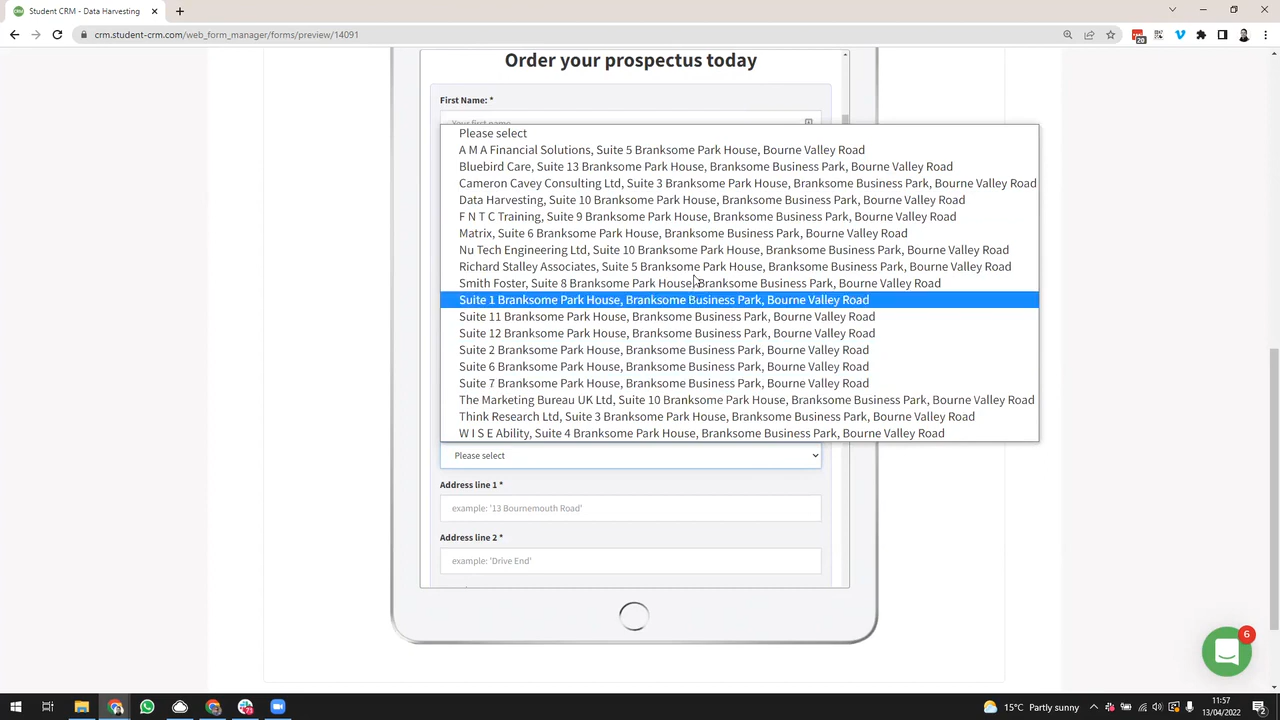 Student CRM - Data Harvesting
crm.student-crm.com/web_form_manager/forms/preview/14091
20
Order your prospectus today
First Name: *
Your first name
Please select
A M A Financial Solutions, Suite 5 Branksome Park House, Bourne Valley Road
Bluebird Care, Suite 13 Branksome Park House, Branksome Business Park, Bourne Valley Road
Cameron Cavey Consulting Ltd, Suite 3 Branksome Park House, Branksome Business Park, Bourne Valley Road
Data Harvesting, Suite 10 Branksome Park House, Branksome Business Park, Bourne Valley Road
F N T C Training, Suite 9 Branksome Park House, Branksome Business Park, Bourne Valley Road
Matrix, Suite 6 Branksome Park House, Branksome Business Park, Bourne Valley Road
Nu Tech Engineering Ltd, Suite 10 Branksome Park House, Branksome Business Park, Bourne Valley Road
Richard Stalley Associates, Suite 5 Branksome Park House, Branksome Business Park, Bourne Valley Road
Smith Foster, Suite 8 Branksome Park House, Branksome Business Park, Bourne Valley Road
Suite 1 Branksome Park House, Branksome Business Park, Bourne Valley Road
Suite 11 Branksome Park House, Branksome Business Park, Bourne Valley Road
Suite 12 Branksome Park House, Branksome Business Park, Bourne Valley Road
Suite 2 Branksome Park House, Branksome Business Park, Bourne Valley Road
Suite 6 Branksome Park House, Branksome Business Park, Bourne Valley Road
Suite 7 Branksome Park House, Branksome Business Park, Bourne Valley Road
The Marketing Bureau UK Ltd, Suite 10 Branksome Park House, Branksome Business Park, Bourne Valley Road
Think Research Ltd, Suite 3 Branksome Park House, Branksome Business Park, Bourne Valley Road
W I S E Ability, Suite 4 Branksome Park House, Branksome Business Park, Bourne Valley Road
Please select
Address line 1 *
example: '13 Bournemouth Road'
Address line 2 *
example: 'Drive End'
6
15°C Partly sunny
11:57
13/04/2022
2